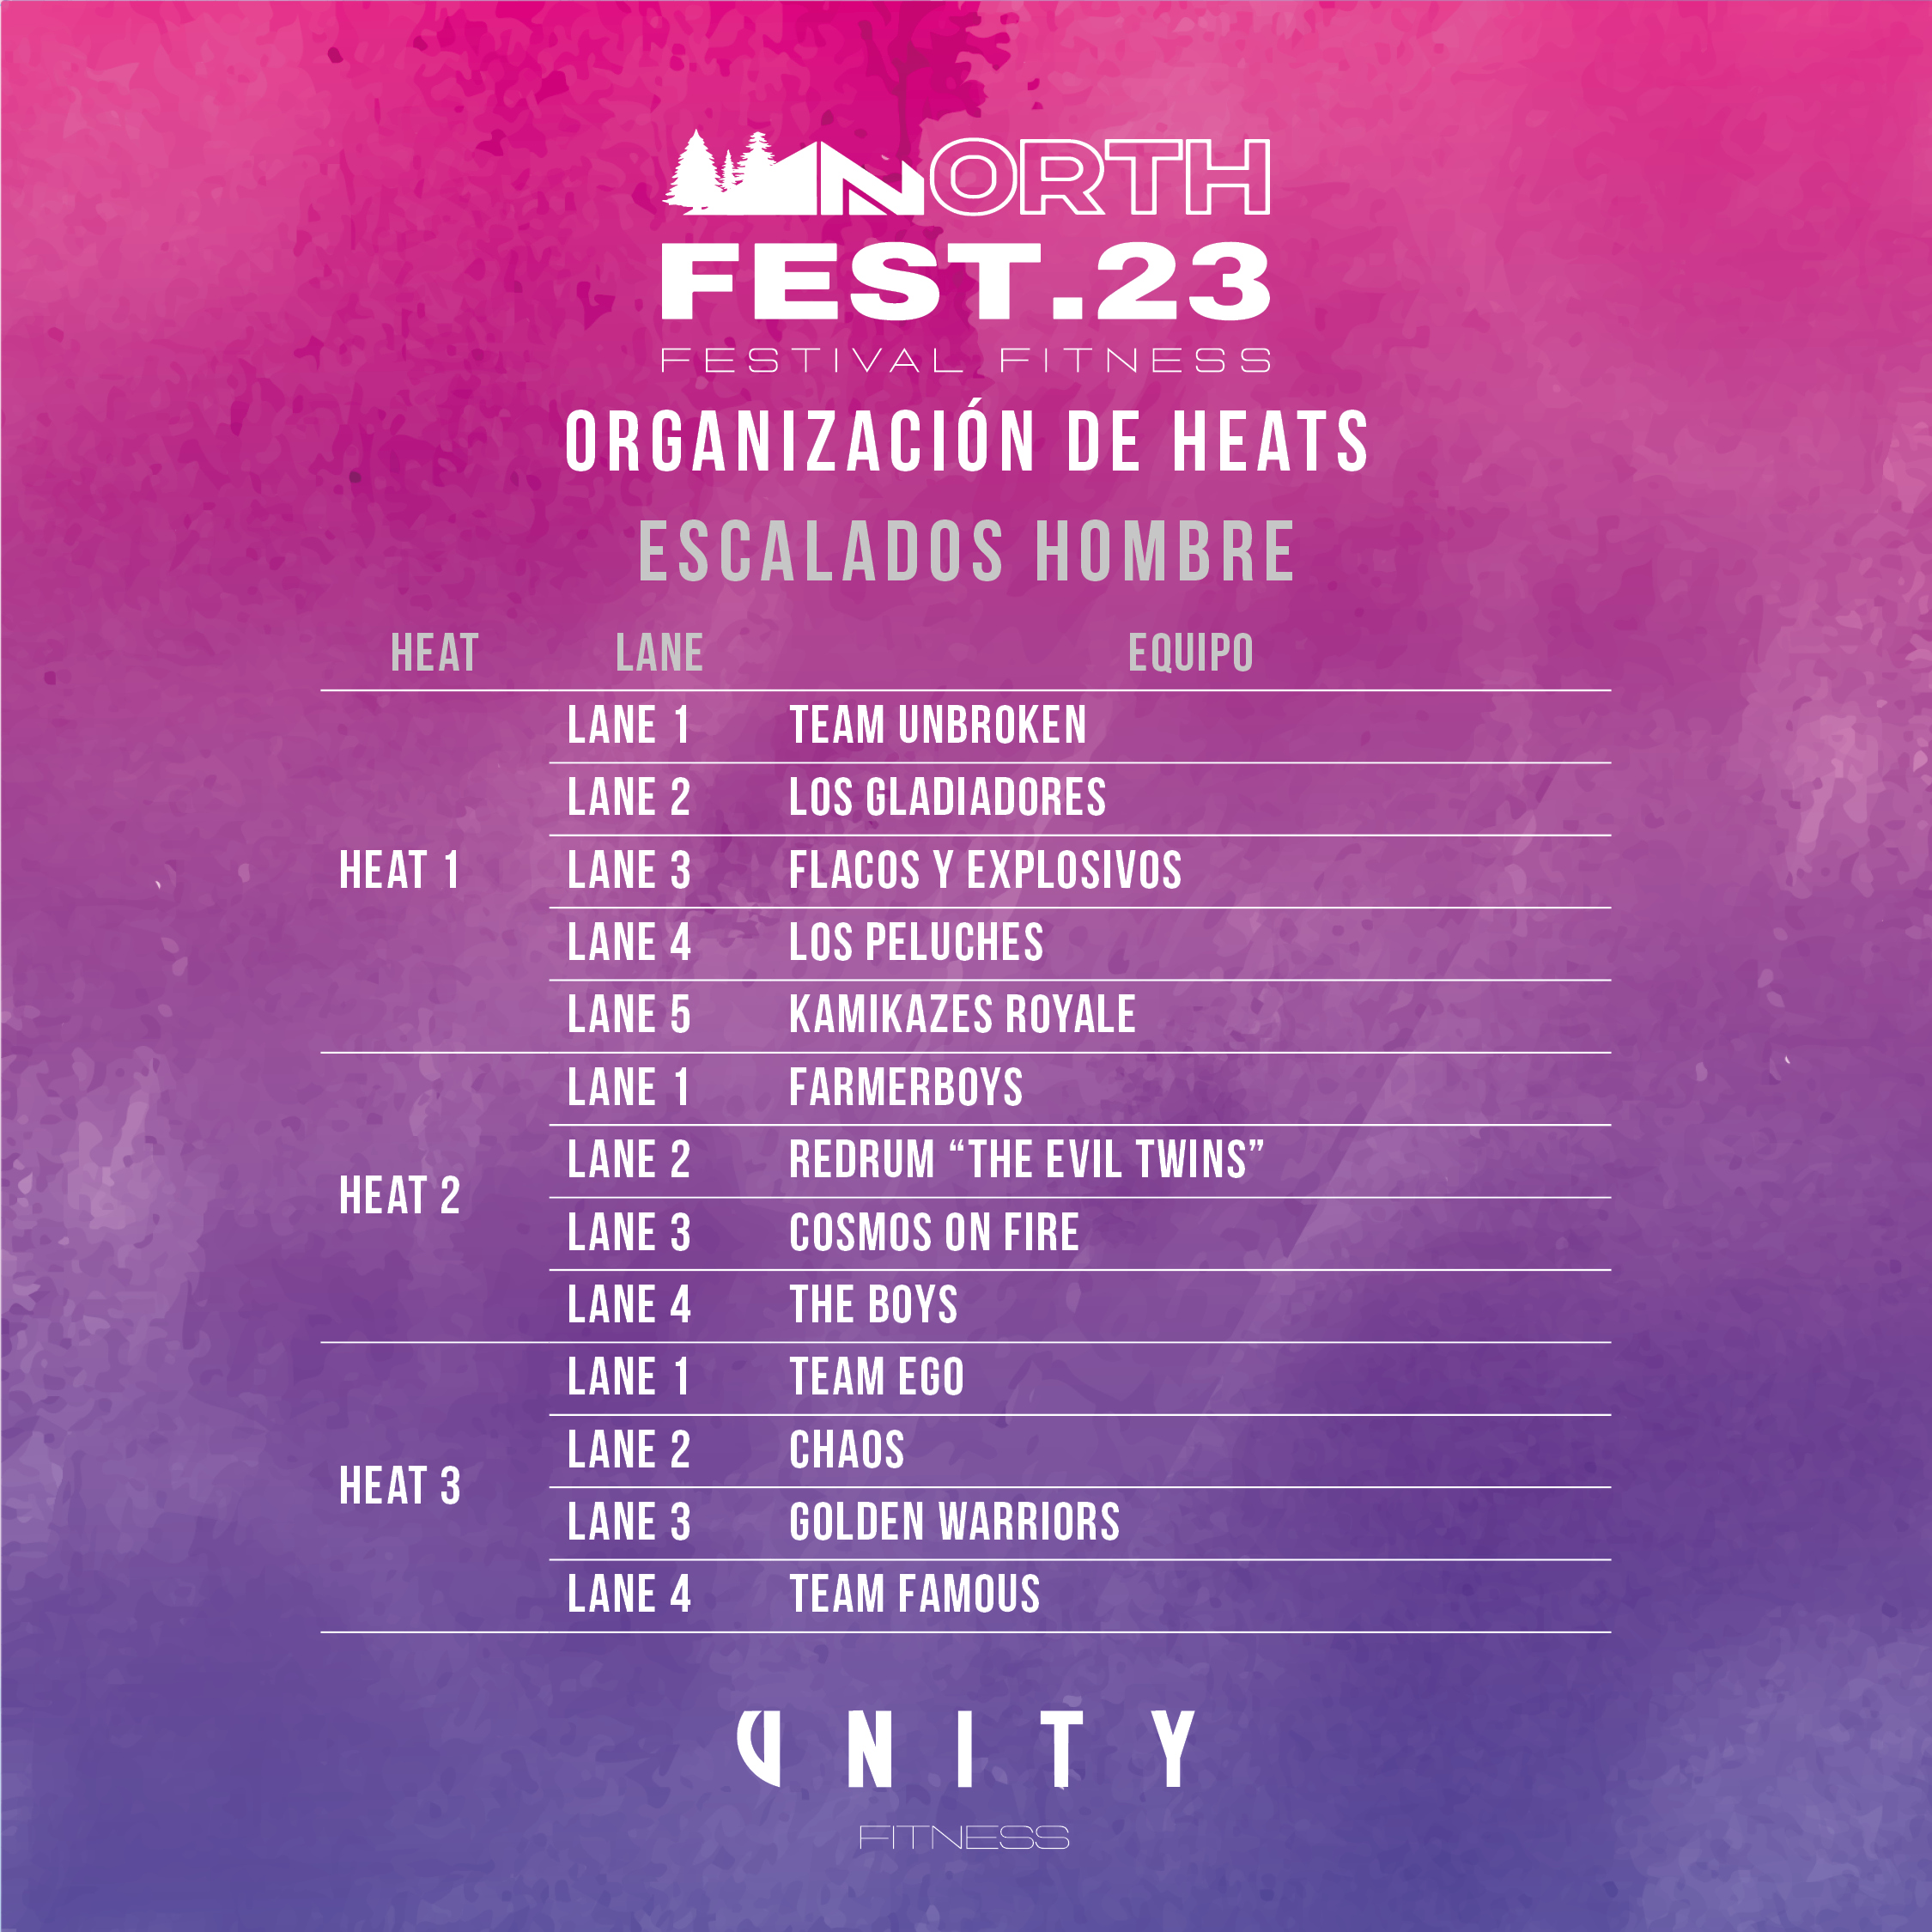 NORTH
FEST.23
FESTIVAL FITNESS
ORGANIZACIÓN DE HEATS
ESCALADOS HOMBRE
HEAT LANE EQUIPO
HEAT 1
LANE 1 TEAM UNBROKEN
LANE 2 LOS GLADIADORES
LANE 3 FLACOS Y EXPLOSIVOS
LANE 4 LOS PELUCHES
LANE 5 KAMIKAZES ROYALE
HEAT 2
LANE 1 FARMERBOYS
LANE 2 REDRUM “THE EVIL TWINS”
LANE 3 COSMOS ON FIRE
LANE 4 THE BOYS
HEAT 3
LANE 1 TEAM EGO
LANE 2 CHAOS
LANE 3 GOLDEN WARRIORS
LANE 4 TEAM FAMOUS
UNITY
FITNESS